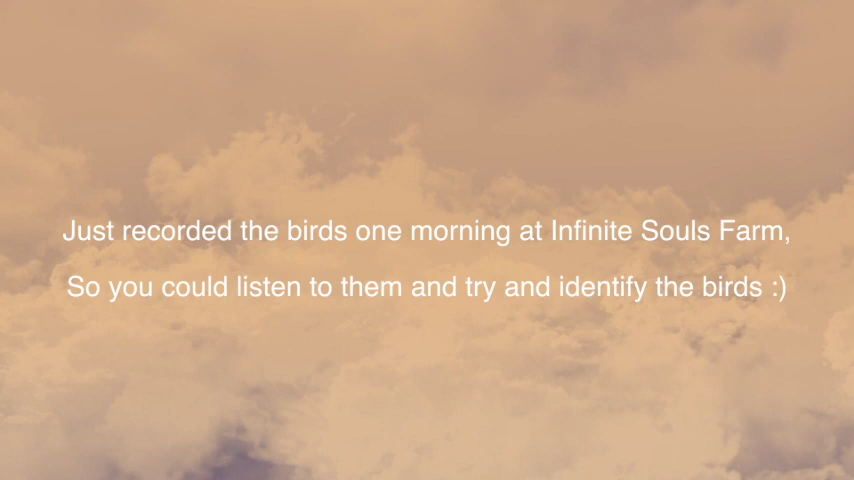 Just recorded the birds one morning at Infinite Souls Farm,
So you could listen to them and try and identify the birds :)